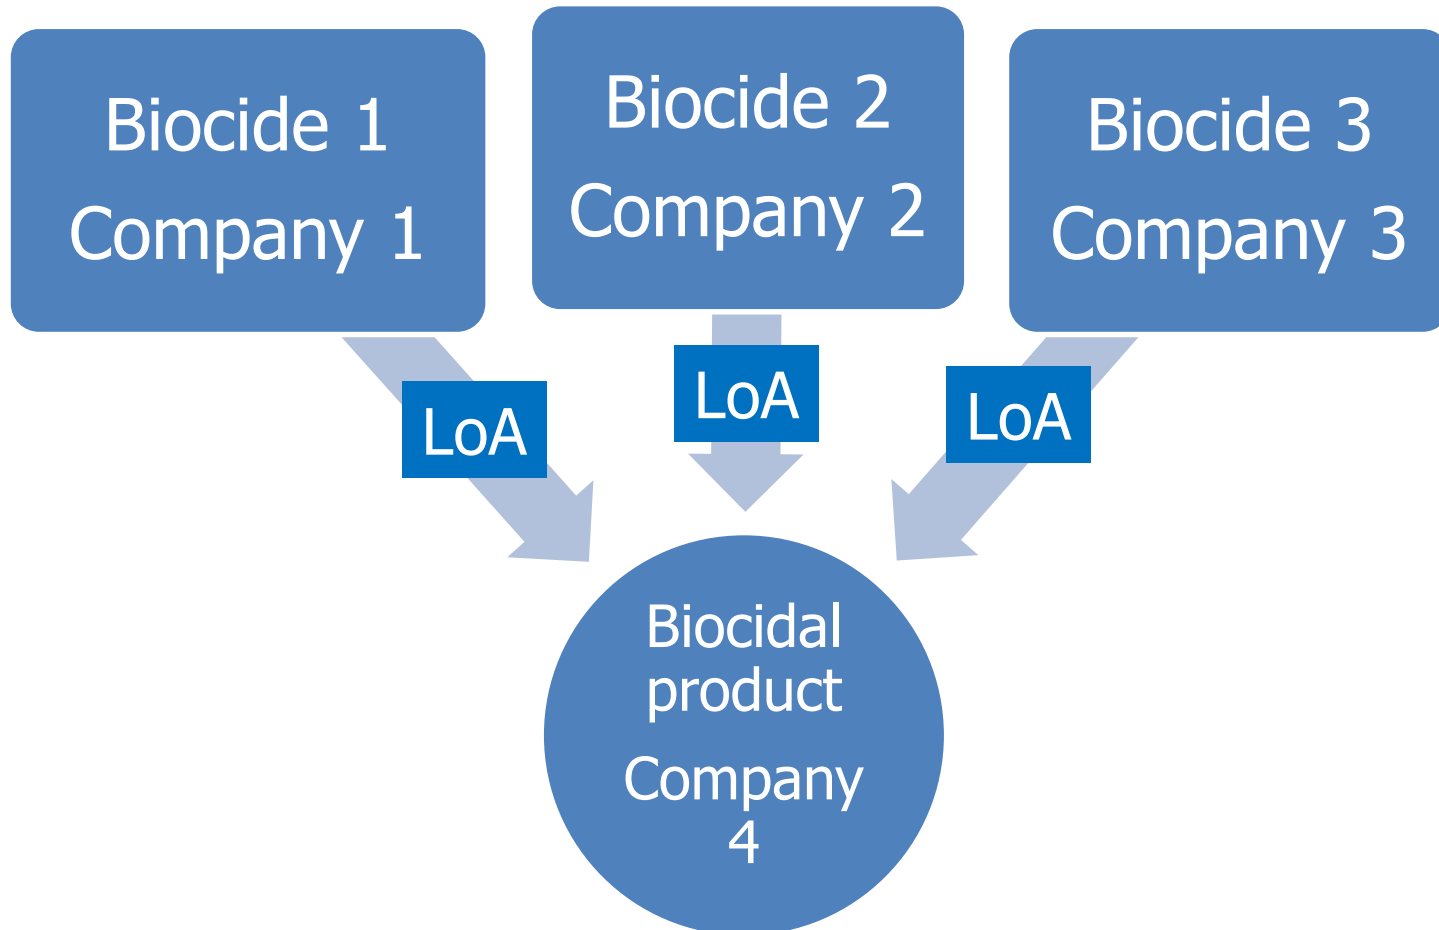 Biocide 1
Company 1
Biocide 2
Company 2
Biocide 3
Company 3
LoA
LoA
LoA
Biocidal
product
Company
4